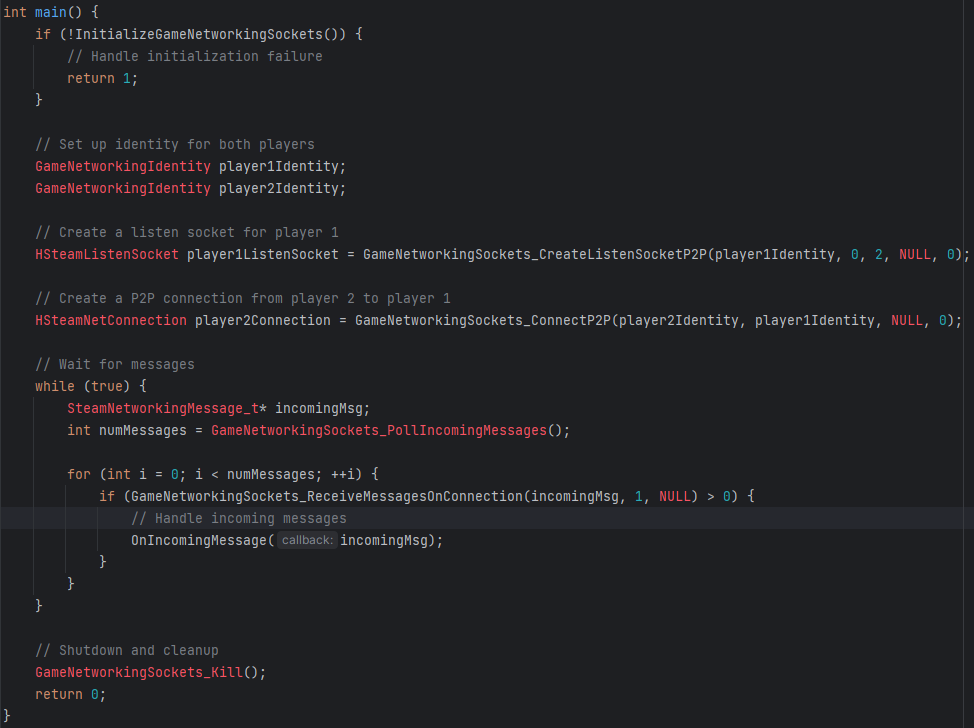 int main() {
    if (!InitializeGameNetworkingSockets()) {
        // Handle initialization failure
        return 1;
    }
    // Set up identity for both players
    GameNetworkingIdentity player1Identity;
    GameNetworkingIdentity player2Identity;
    // Create a listen socket for player 1
    HSteamListenSocket player1ListenSocket = GameNetworkingSockets_CreateListenSocketP2P(player1Identity, 0, 2, NULL, 0);
    // Create a P2P connection from player 2 to player 1
    HSteamNetConnection player2Connection = GameNetworkingSockets_ConnectP2P(player2Identity, player1Identity, NULL, 0);
    // Wait for messages
    while (true) {
        SteamNetworkingMessage_t* incomingMsg;
        int numMessages = GameNetworkingSockets_PollIncomingMessages();
        for (int i = 0; i < numMessages; ++i) {
            if (GameNetworkingSockets_ReceiveMessagesOnConnection(incomingMsg, 1, NULL) > 0) {
                // Handle incoming messages
                OnIncomingMessage( callback: incomingMsg);
            }
        }
    }
    // Shutdown and cleanup
    GameNetworkingSockets_Kill();
    return 0;
}